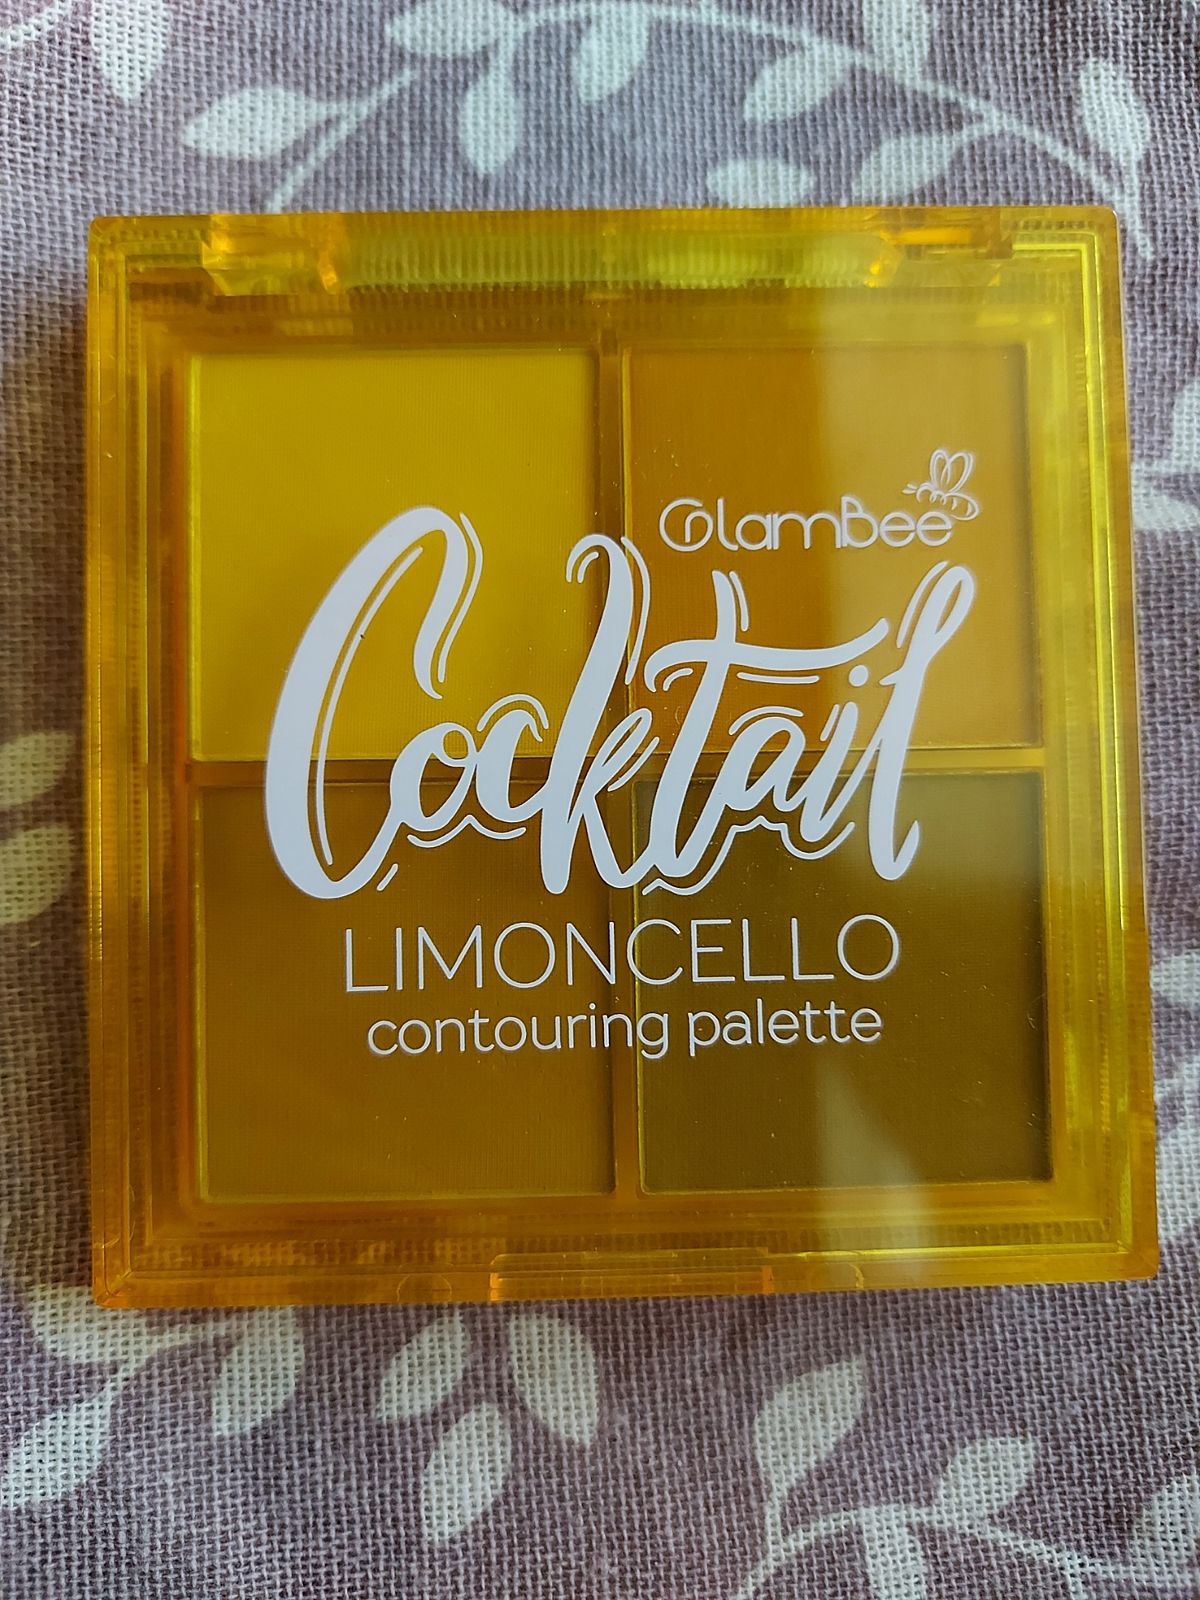 GlamBee
Cocktail
LIMONCELLO
contouring palette